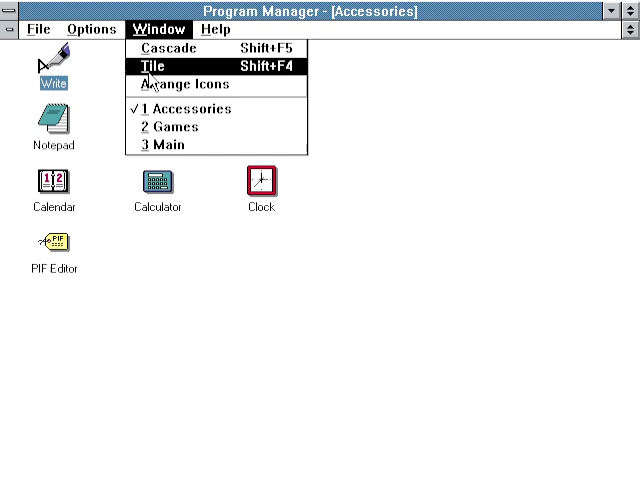 Program Manager - [Accessories]
File Options Window Help
Cascade Shift+F5
Tile Shift+F4
Arrange Icons
✓ 1 Accessories
2 Games
3 Main
Write
Notepad
Calendar
Calculator
Clock
PIF
PIF Editor